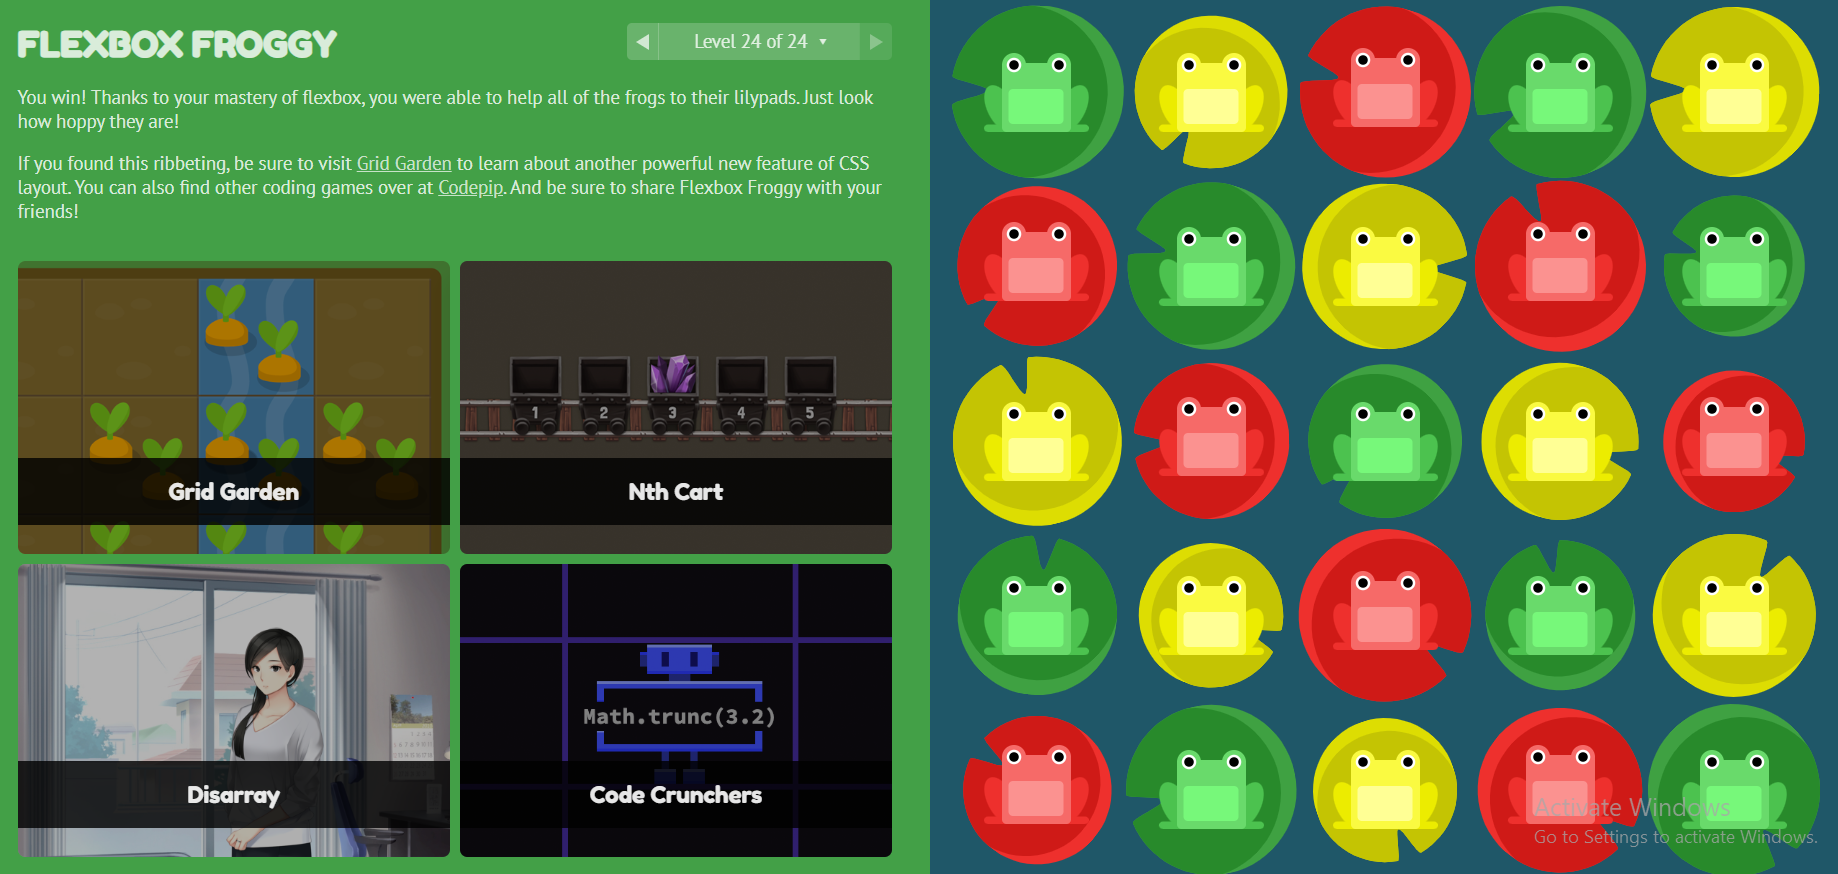 FLEXBOX FROGGY
Level 24 of 24
You win! Thanks to your mastery of flexbox, you were able to help all of the frogs to their lilypads. Just look
how hoppy they are!
If you found this ribbeting, be sure to visit Grid Garden to learn about another powerful new feature of CSS
layout. You can also find other coding games over at Codepip. And be sure to share Flexbox Froggy with your
friends!
1 2 3 4 5
Grid Garden
Nth Cart
Math.trunc(3.2)
Disarray
Code Crunchers
Activate Windows
Go to Settings to activate Windows.